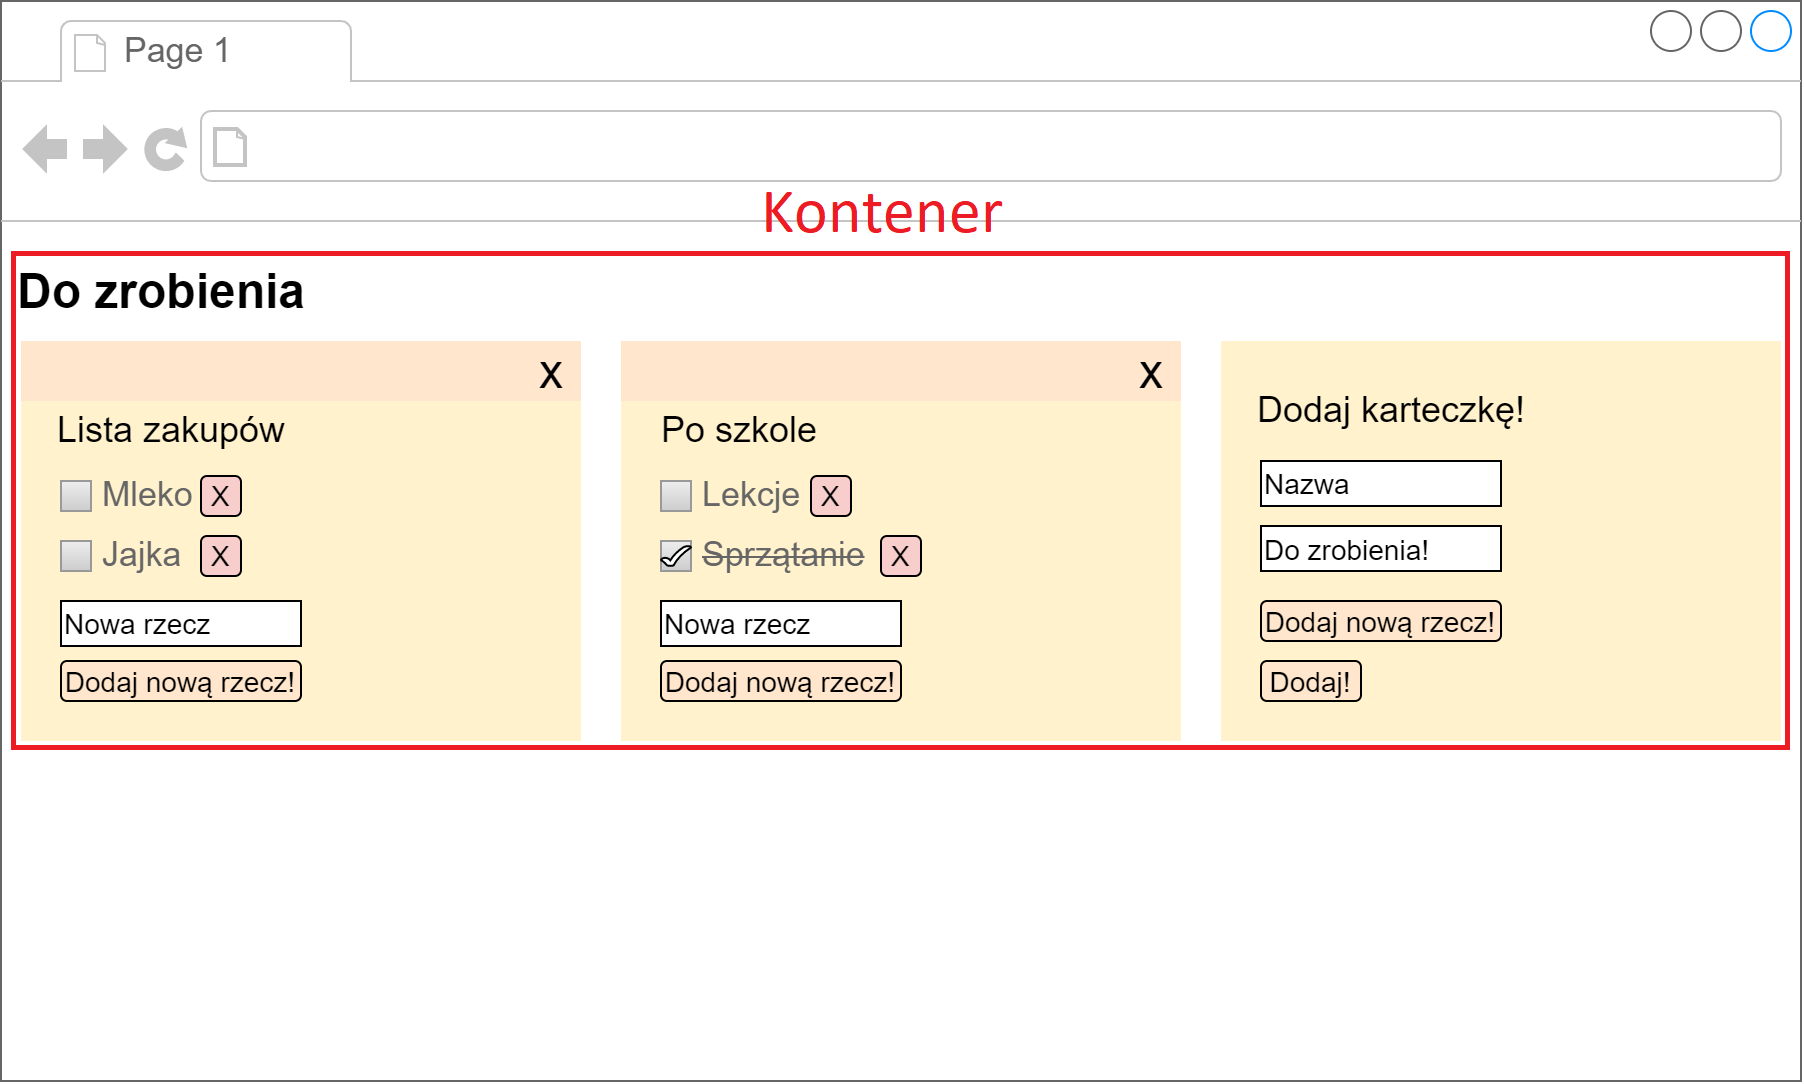 Page 1
Kontener
Do zrobienia
X
Lista zakupów
Mleko X
Jajka X
Nowa rzecz
Dodaj nową rzecz!
X
Po szkole
Lekcje X
Sprzątanie X
Nowa rzecz
Dodaj nową rzecz!
Dodaj karteczkę!
Nazwa
Do zrobienia!
Dodaj nową rzecz!
Dodaj!